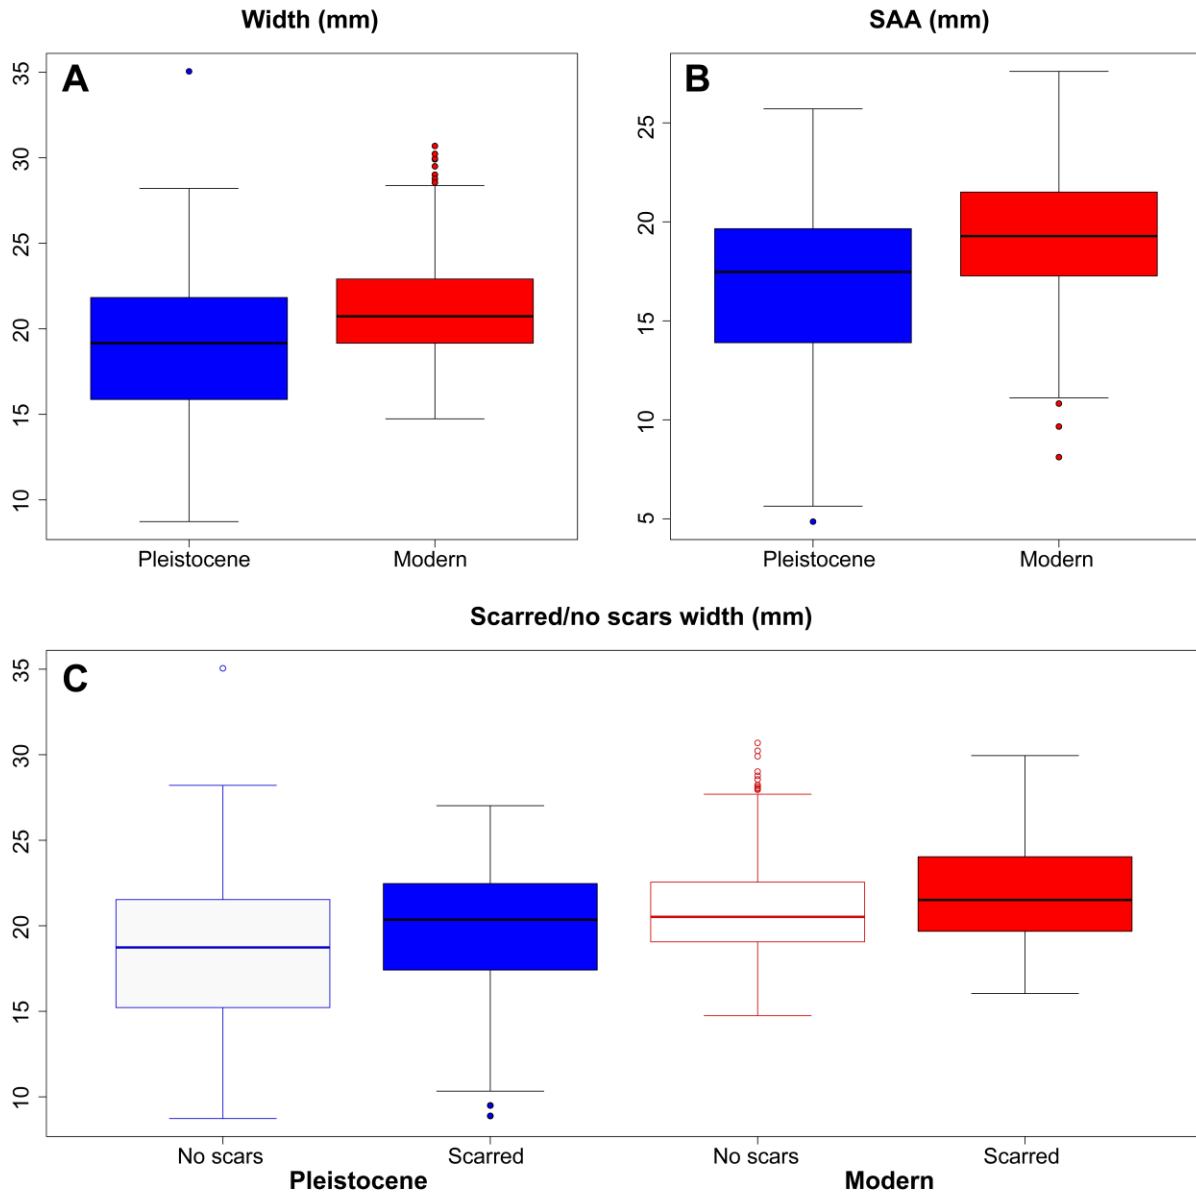 Width (mm)
SAA (mm)
A
35
30
25
20
15
10
Pleistocene
Modern
B
25
20
15
10
5
Pleistocene
Modern
Scarred/no scars width (mm)
C
35
30
25
20
15
10
No scars
Scarred
No scars
Scarred
Pleistocene
Modern